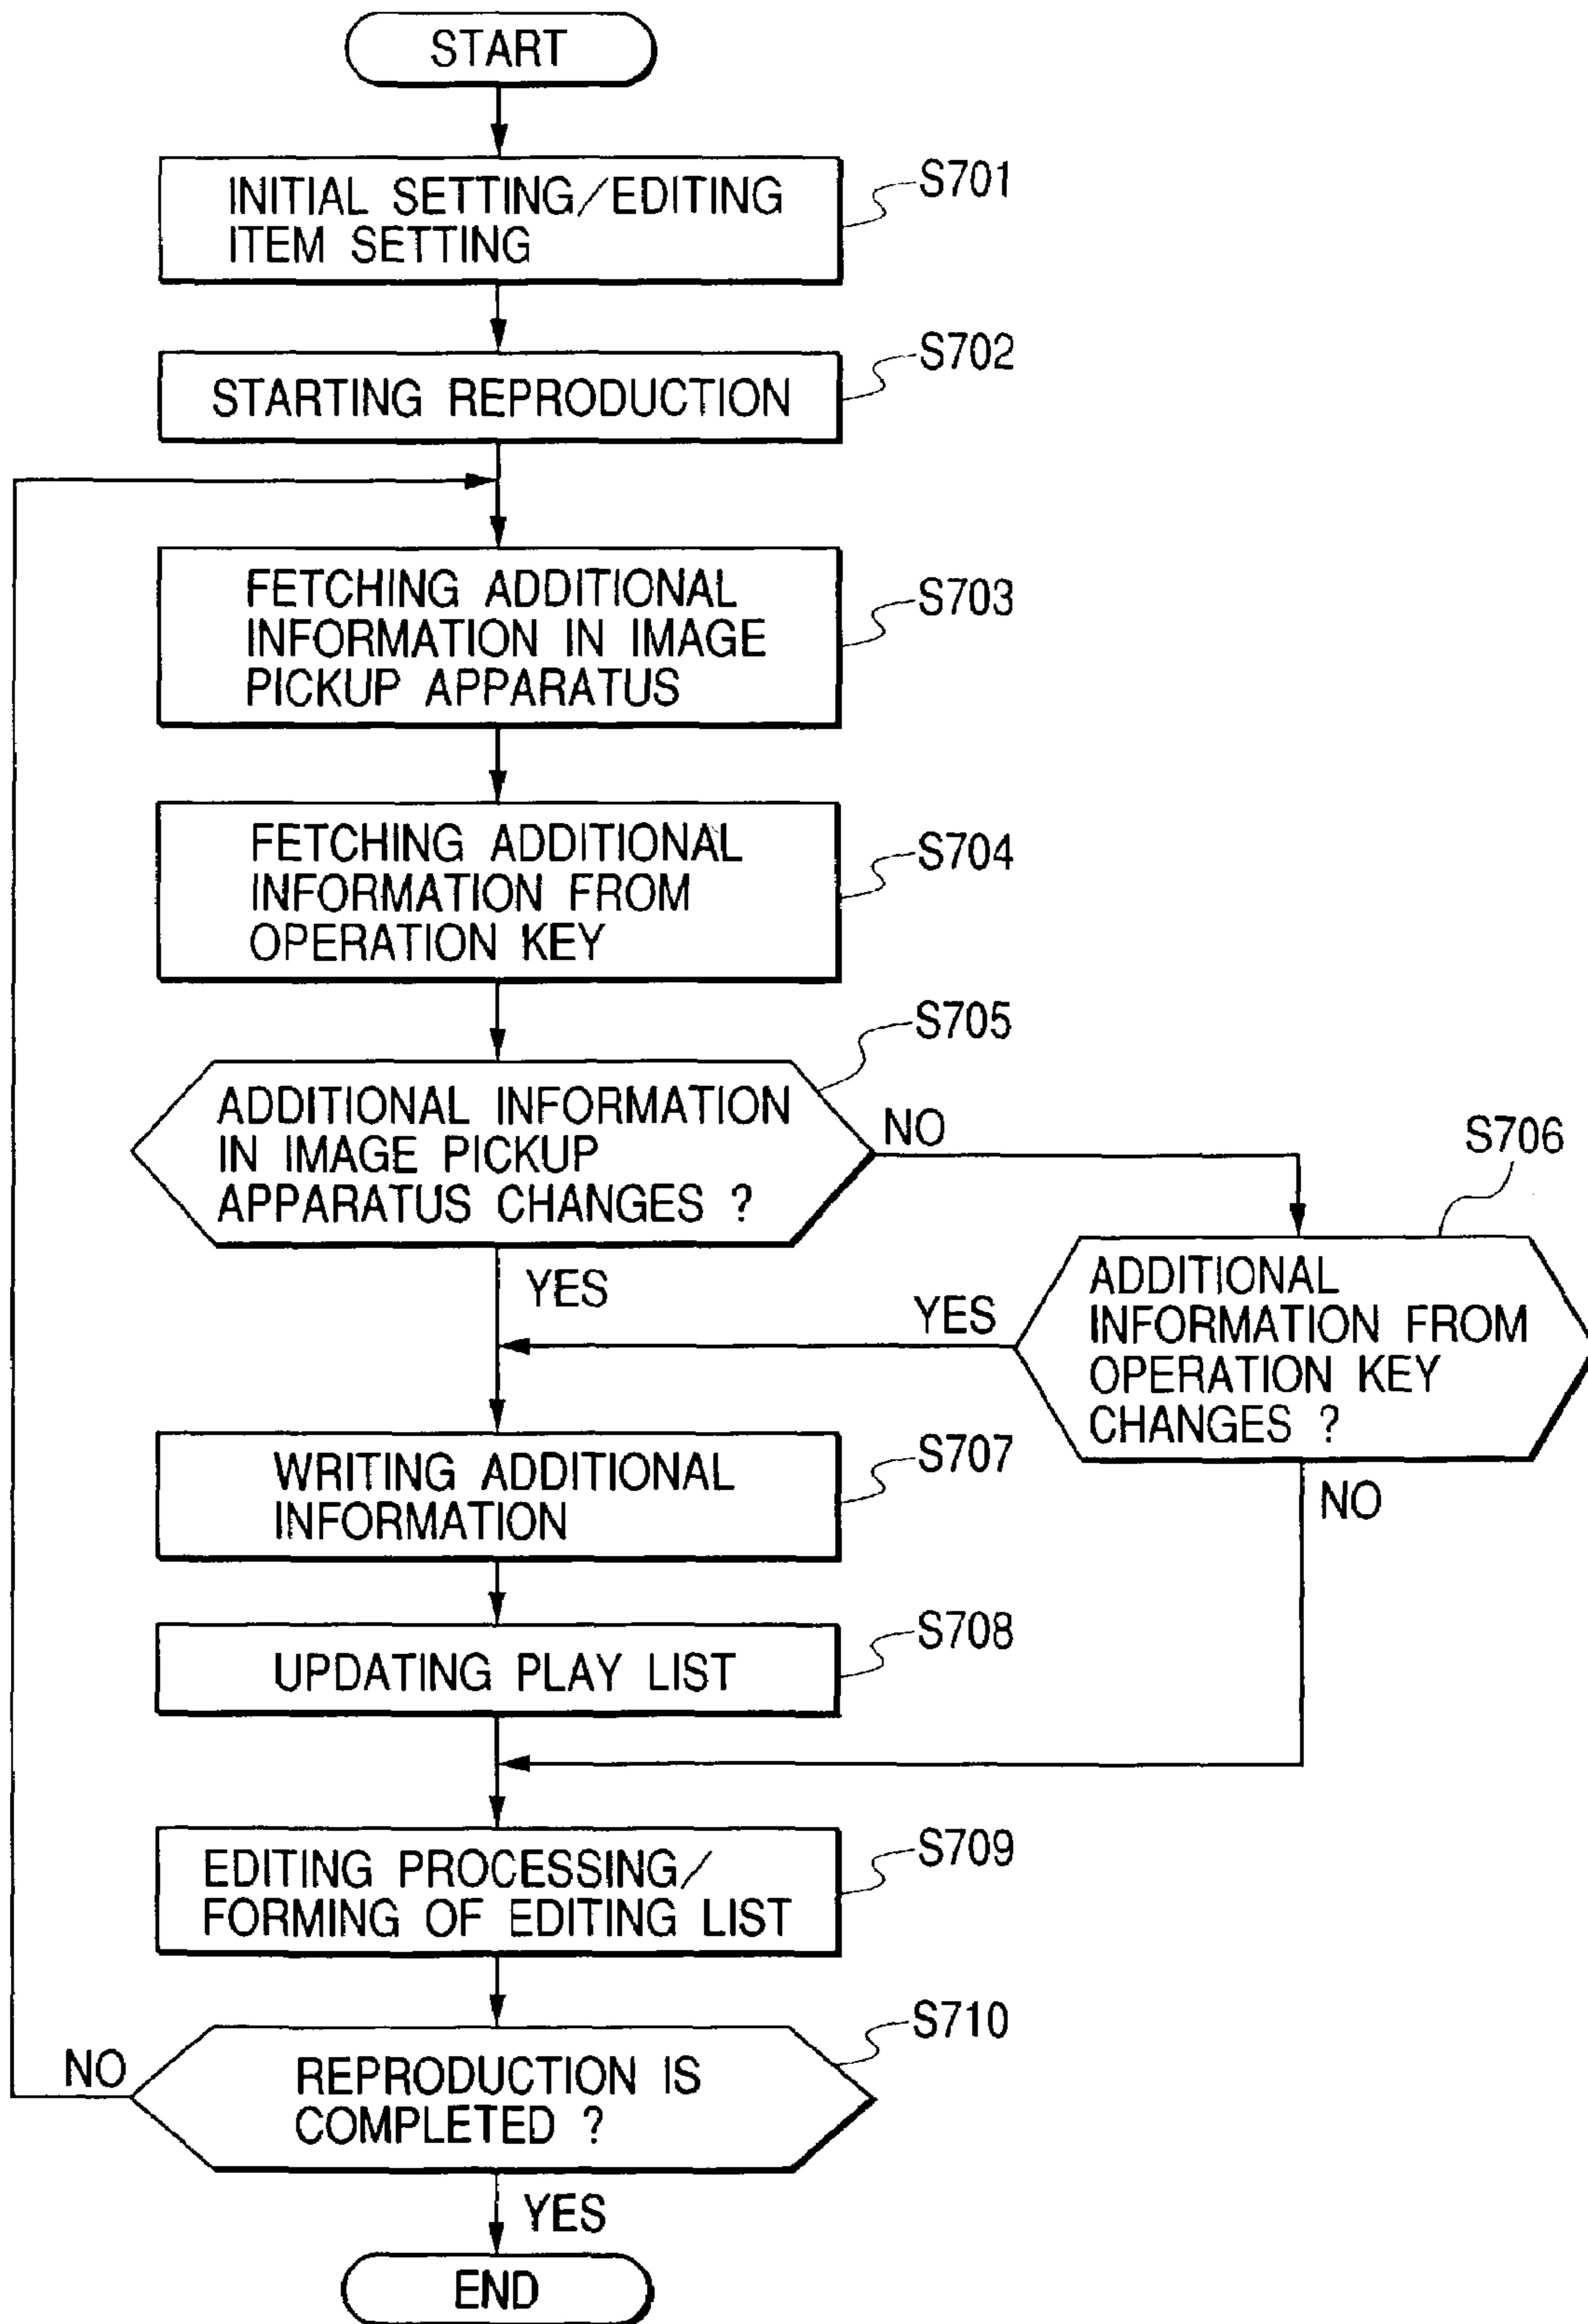 START
INITIAL SETTING/EDITING
ITEM SETTING
S701
STARTING REPRODUCTION
S702
FETCHING ADDITIONAL
INFORMATION IN IMAGE
PICKUP APPARATUS
S703
FETCHING ADDITIONAL
INFORMATION FROM
OPERATION KEY
S704
ADDITIONAL INFORMATION
IN IMAGE PICKUP
APPARATUS CHANGES ?
S705
NO
YES
S706
ADDITIONAL
INFORMATION FROM
OPERATION KEY
CHANGES ?
YES
NO
WRITING ADDITIONAL
INFORMATION
S707
UPDATING PLAY LIST
S708
EDITING PROCESSING/
FORMING OF EDITING LIST
S709
REPRODUCTION IS
COMPLETED ?
S710
NO
YES
END